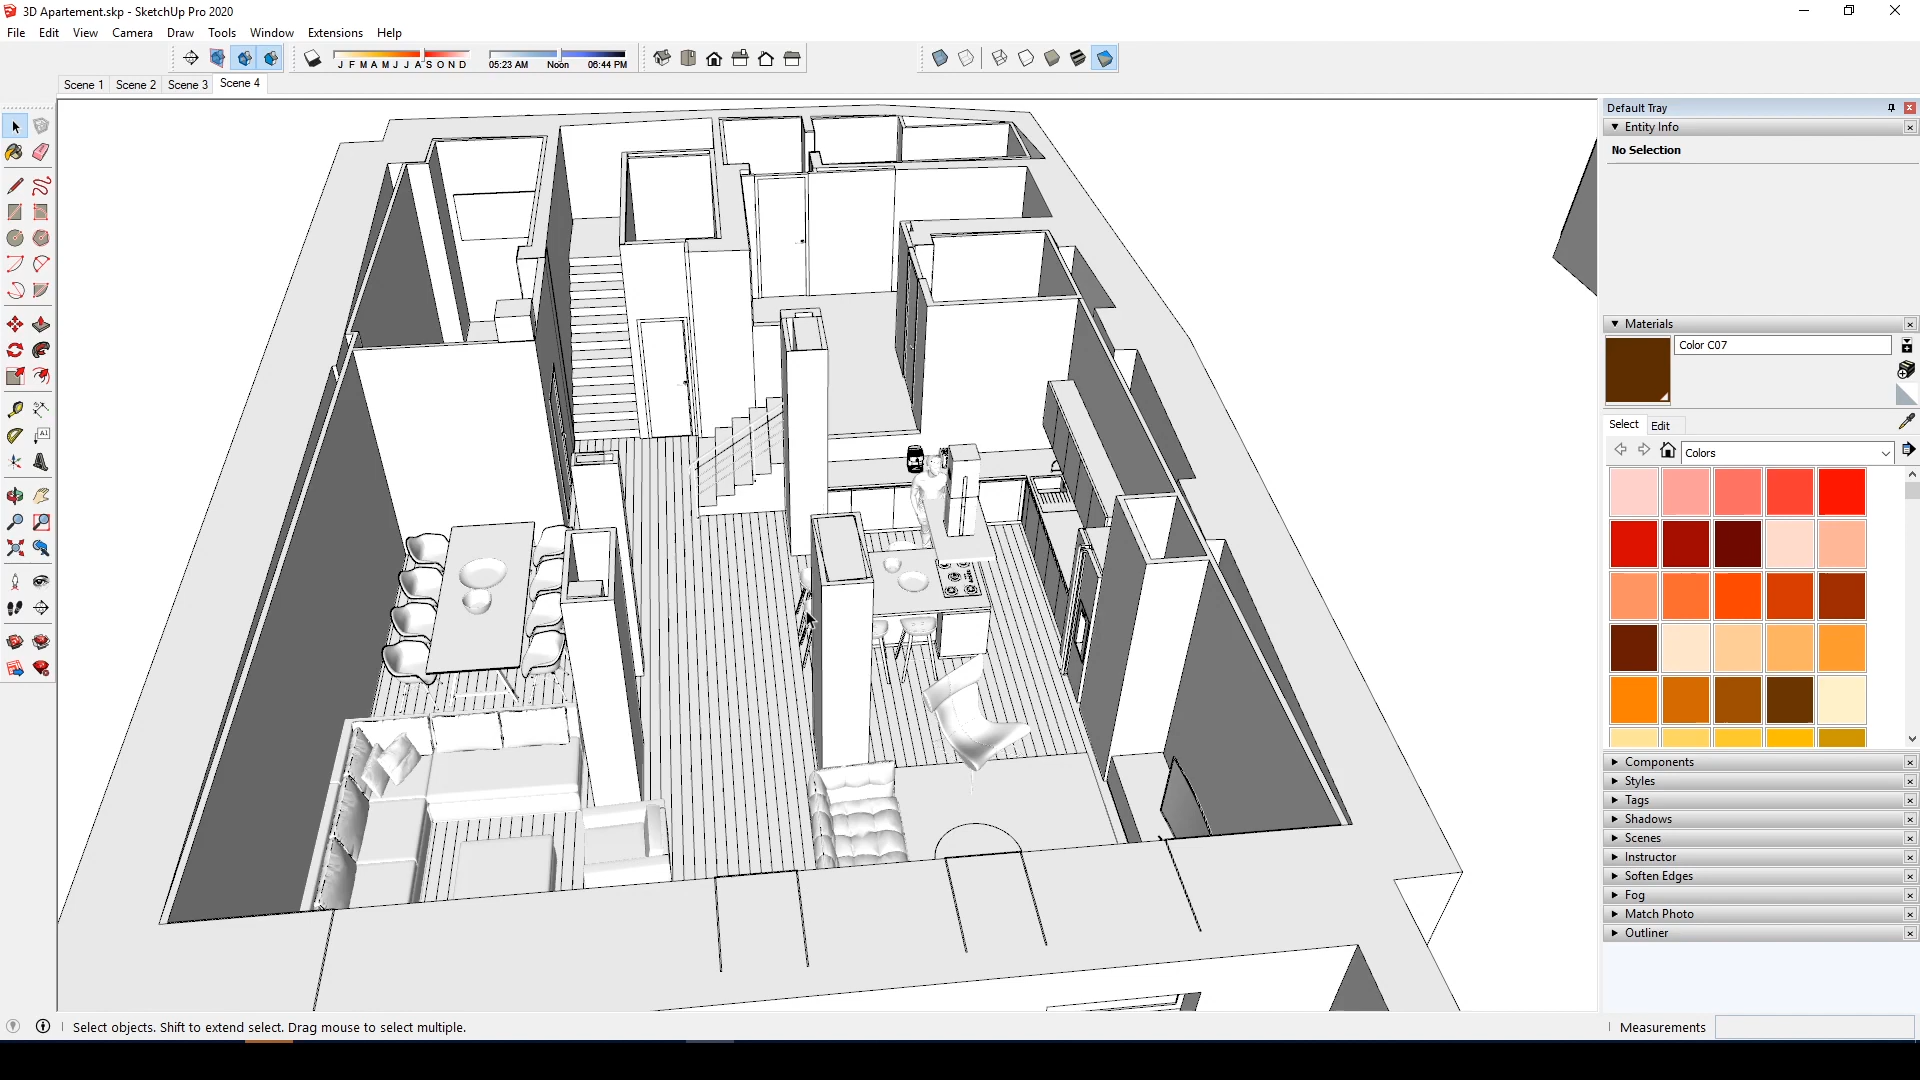 3D Apartement.skp - SketchUp Pro 2020
File Edit View Camera Draw Tools Window Extensions Help
J F M A M J J A S O N D
05:23 AM Noon 06:44 PM
Scene 1 Scene 2 Scene 3 Scene 4
Default Tray
Entity Info
No Selection
Materials
Color C07
Select Edit
Colors
Components
Styles
Tags
Shadows
Scenes
Instructor
Soften Edges
Fog
Match Photo
Outliner
Select objects. Shift to extend select. Drag mouse to select multiple.
Measurements